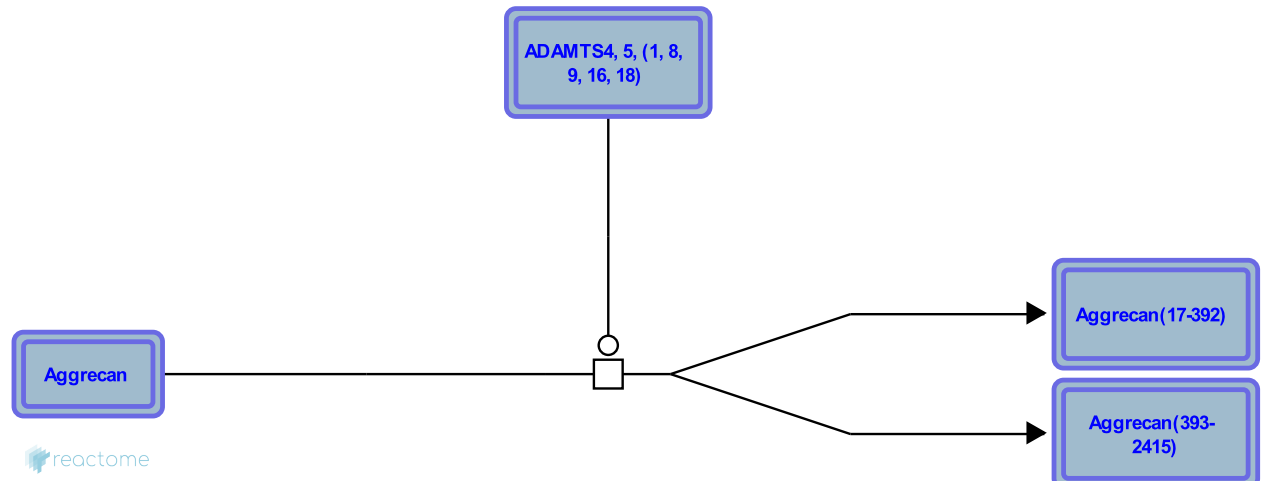 ADAMTS4, 5, (1, 8,
9, 16, 18)
Aggrecan(17-392)
Aggrecan
Aggrecan(393-
2415)
reactome